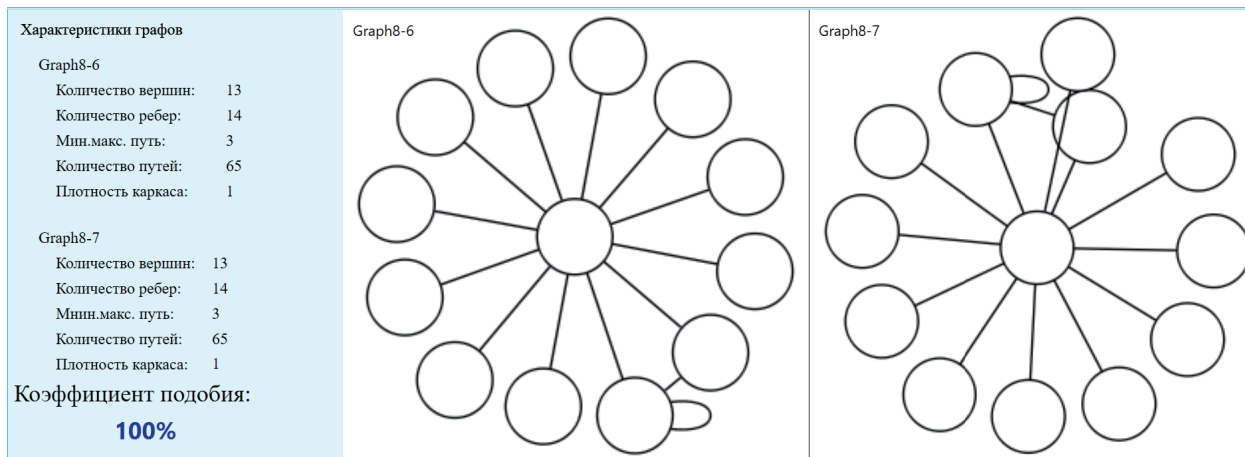 Характеристики графов
Graph8-6
Количество вершин: 13
Количество ребер: 14
Мин.макс. путь: 3
Количество путей: 65
Плотность каркаса: 1
Graph8-7
Количество вершин: 13
Количество ребер: 14
Мнин.макс. путь: 3
Количество путей: 65
Плотность каркаса: 1
Коэффициент подобия:
100%
Graph8-6
Graph8-7